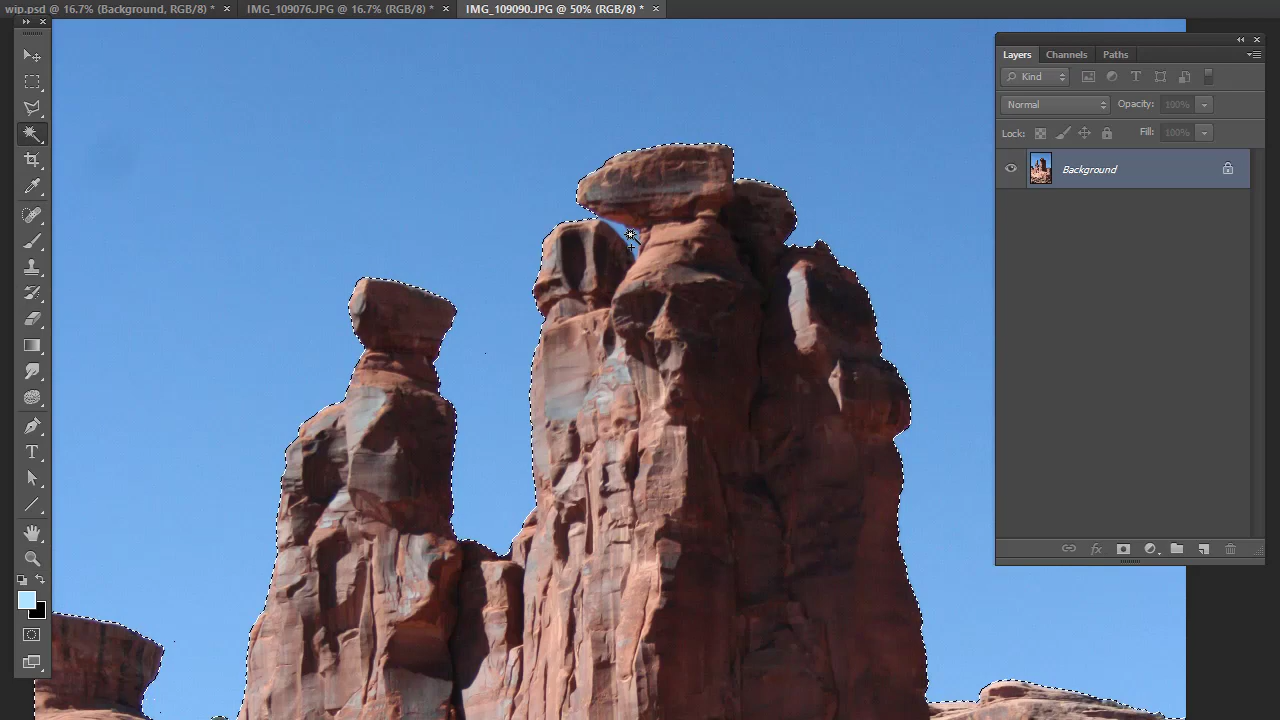 wip.psd @ 16.7% (Background, RGB/8) * × IMG_109076.JPG @ 16.7% (RGB/8) * × IMG_109090.JPG @ 50% (RGB/8) * ×
Layers Channels Paths
Kind
Normal Opacity: 100%
Lock: Fill: 100%
Background
fx